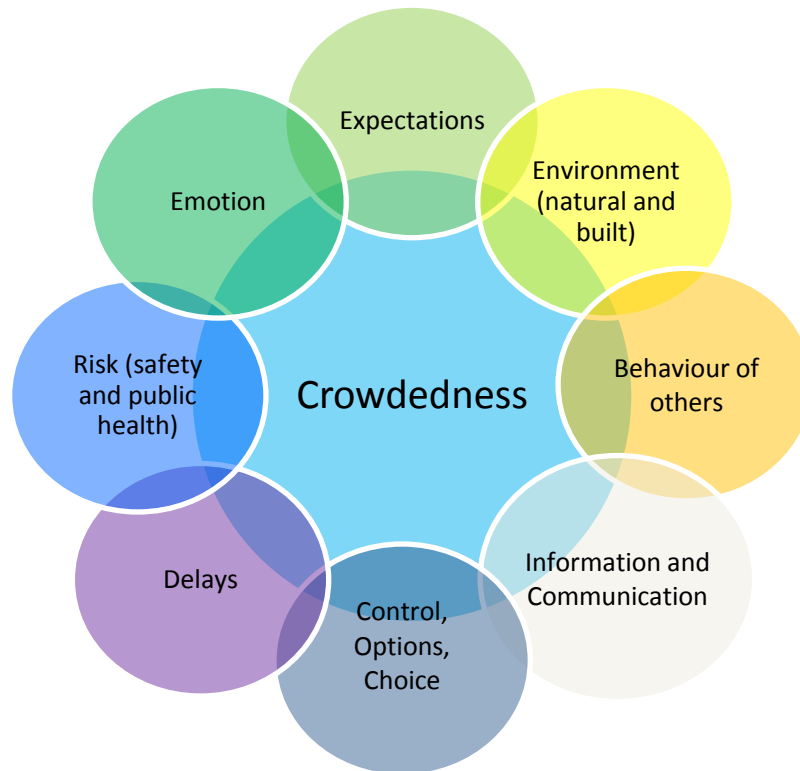 Expectations
Environment
(natural and
built)
Emotion
Risk (safety
and public
health)
Crowdedness
Behaviour of
others
Delays
Information and
Communication
Control,
Options,
Choice